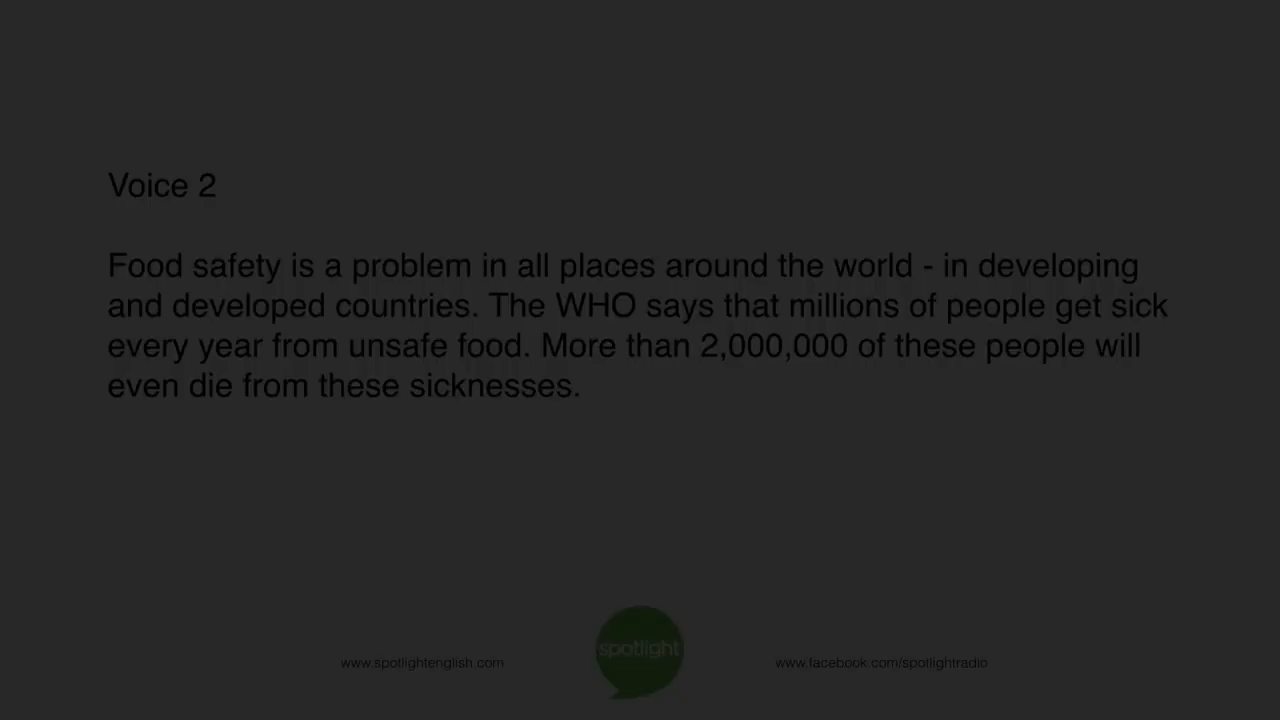 Voice 2
Food safety is a problem in all places around the world - in developing
and developed countries. The WHO says that millions of people get sick
every year from unsafe food. More than 2,000,000 of these people will
even die from these sicknesses.
spotlight
www.spotlightenglish.com
www.facebook.com/spotlightradio